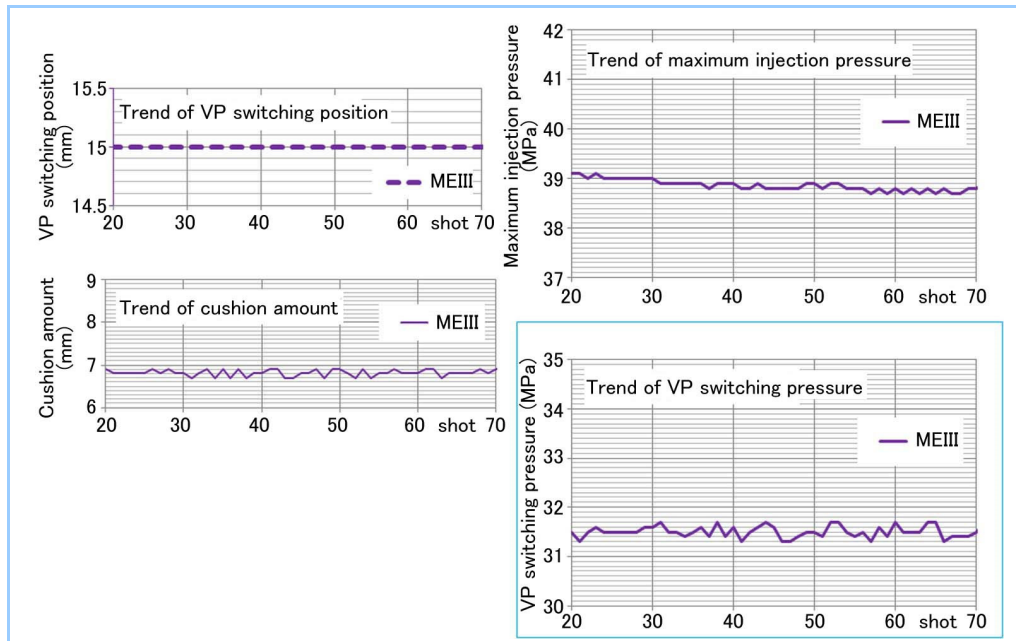 VP switching position
(mm)
15.5
15
14.5
Trend of VP switching position
MEIII
20 30 40 50 60 shot 70
Maximum injection pressure
(MPa)
42
41
40
39
38
37
Trend of maximum injection pressure
MEIII
20 30 40 50 60 shot 70
Cushion amount
(mm)
9
8
7
6
Trend of cushion amount
MEIII
20 30 40 50 60 shot 70
VP switching pressure (MPa)
35
34
33
32
31
30
Trend of VP switching pressure
MEIII
20 30 40 50 60 shot 70